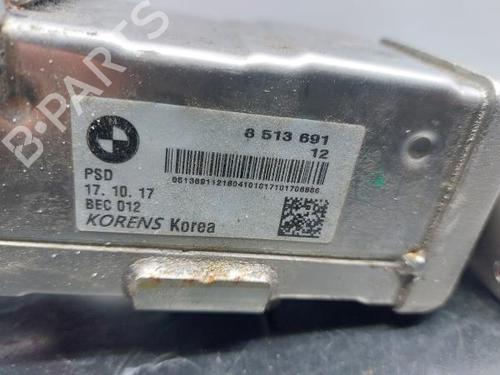 B-PARTS
8 513 691
12
PSD
17. 10. 17
BEC 012
KORENS Korea